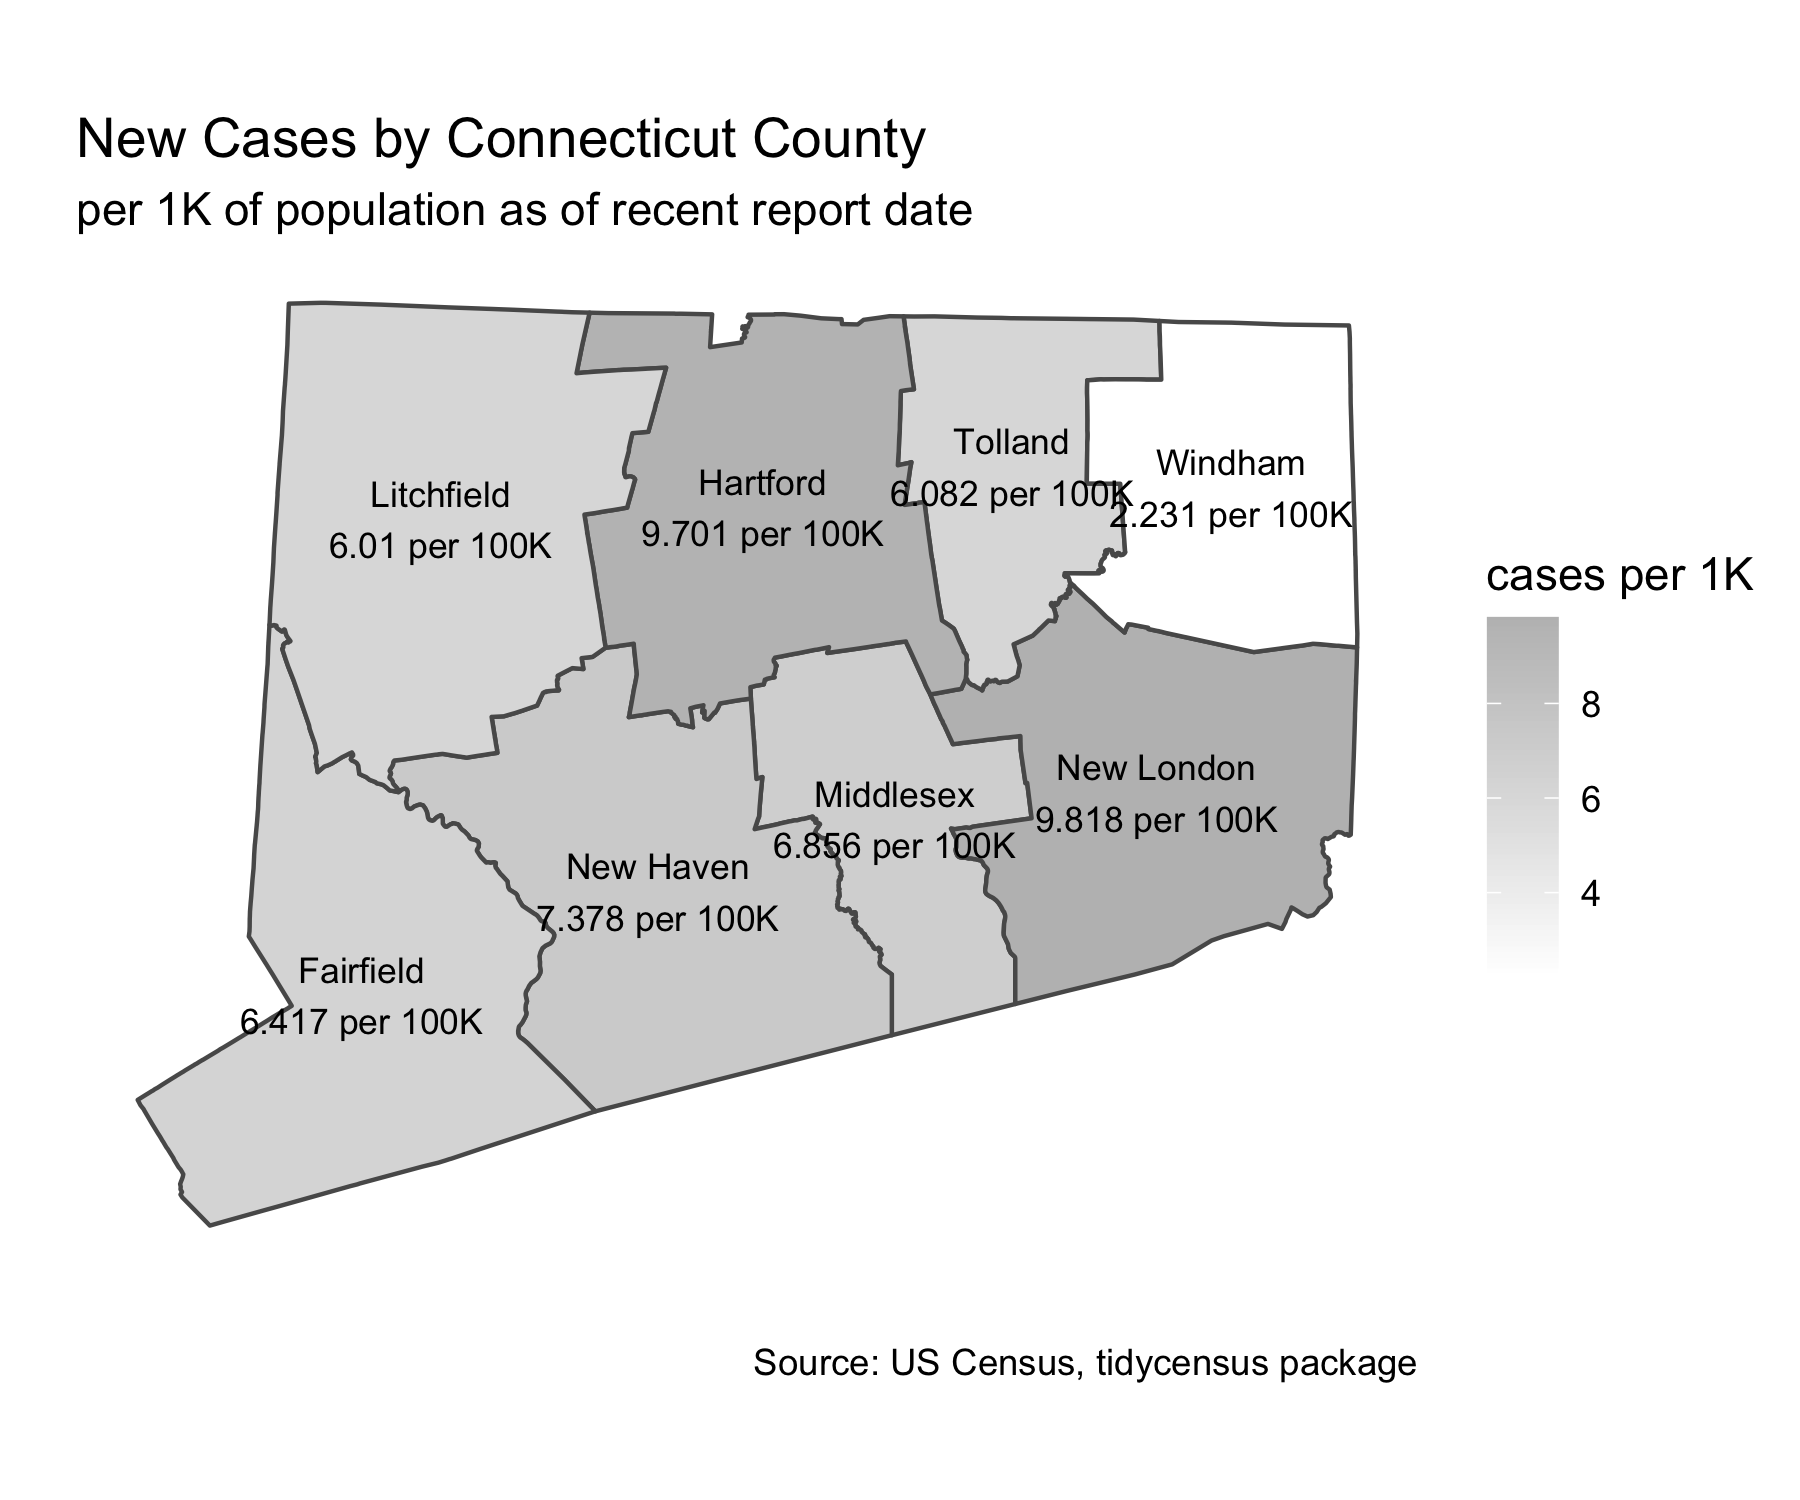 New Cases by Connecticut County
per 1K of population as of recent report date
Litchfield
6.01 per 100K
Hartford
9.701 per 100K
Tolland
6.082 per 100K
Windham
2.231 per 100K
New London
9.818 per 100K
Middlesex
6.856 per 100K
New Haven
7.378 per 100K
Fairfield
6.417 per 100K
cases per 1K
8
6
4
Source: US Census, tidycensus package